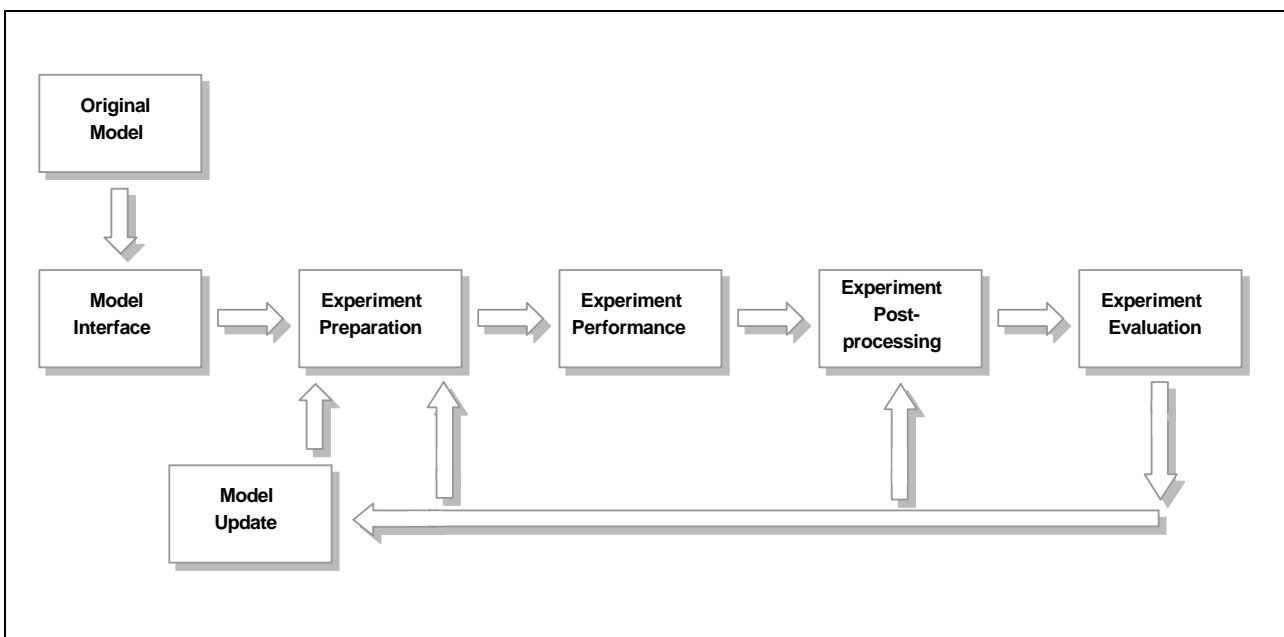 Original
Model
Model
Interface
Experiment
Preparation
Experiment
Performance
Experiment
Post-
processing
Experiment
Evaluation
Model
Update